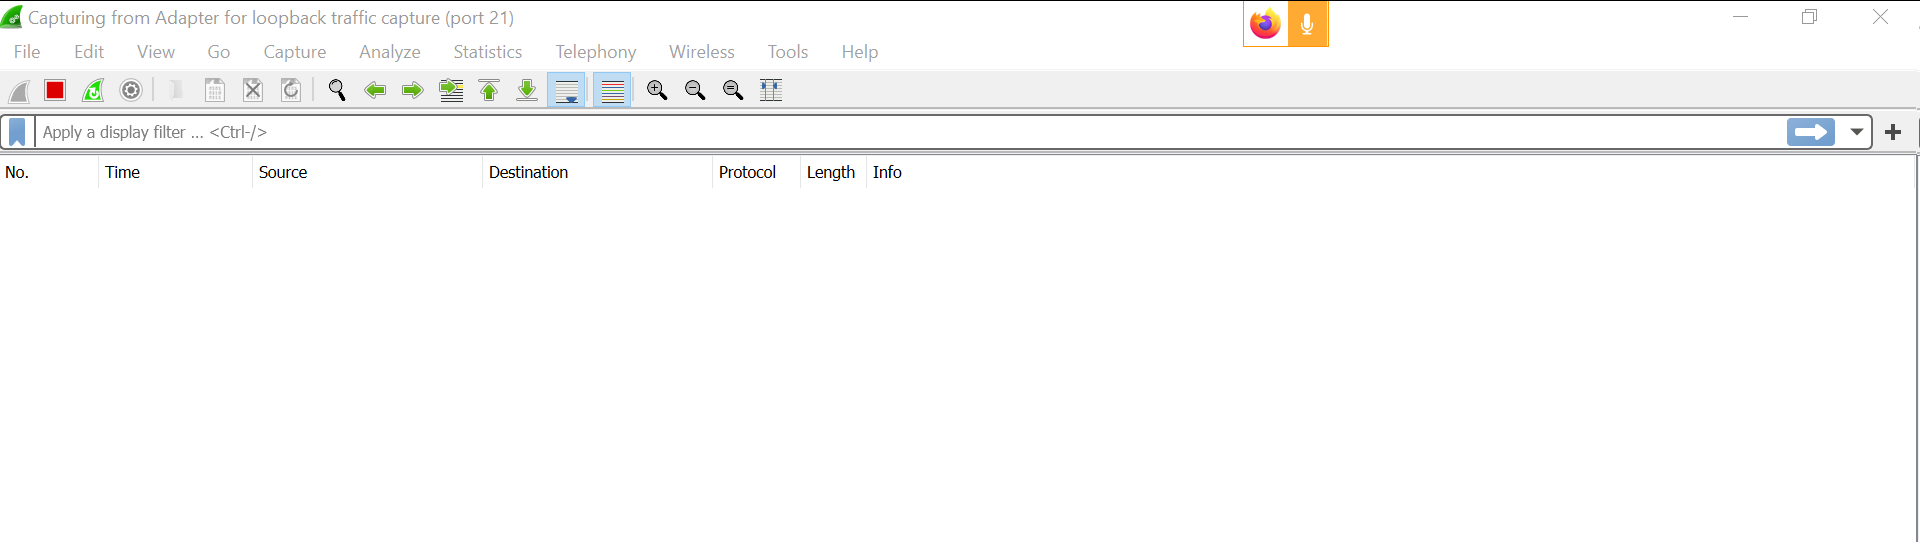 Capturing from Adapter for loopback traffic capture (port 21)
File Edit View Go Capture Analyze Statistics Telephony Wireless Tools Help
Apply a display filter ... <Ctrl-/>
No. Time Source Destination Protocol Length Info